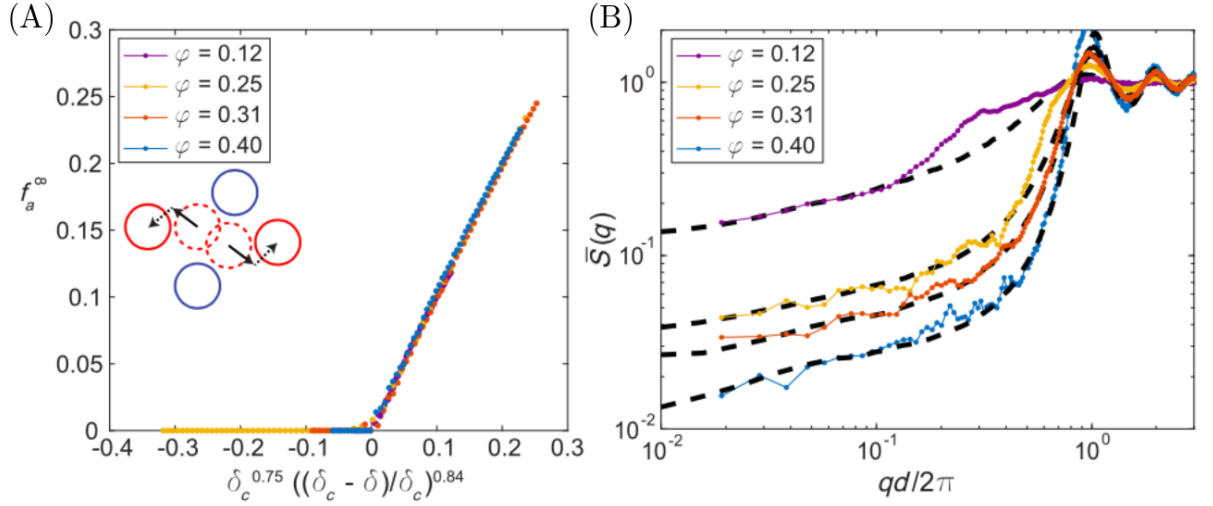 (A)
(B)
0.3
0.25
0.2
0.15
0.1
0.05
0
f_a^∞
φ = 0.12
φ = 0.25
φ = 0.31
φ = 0.40
-0.4 -0.3 -0.2 -0.1 0 0.1 0.2 0.3
δ_c^0.75 ((δ_c - δ)/δ_c)^0.84
10^0
10^-1
10^-2
S̅(q)
φ = 0.12
φ = 0.25
φ = 0.31
φ = 0.40
10^-2 10^-1 10^0
qd/2π